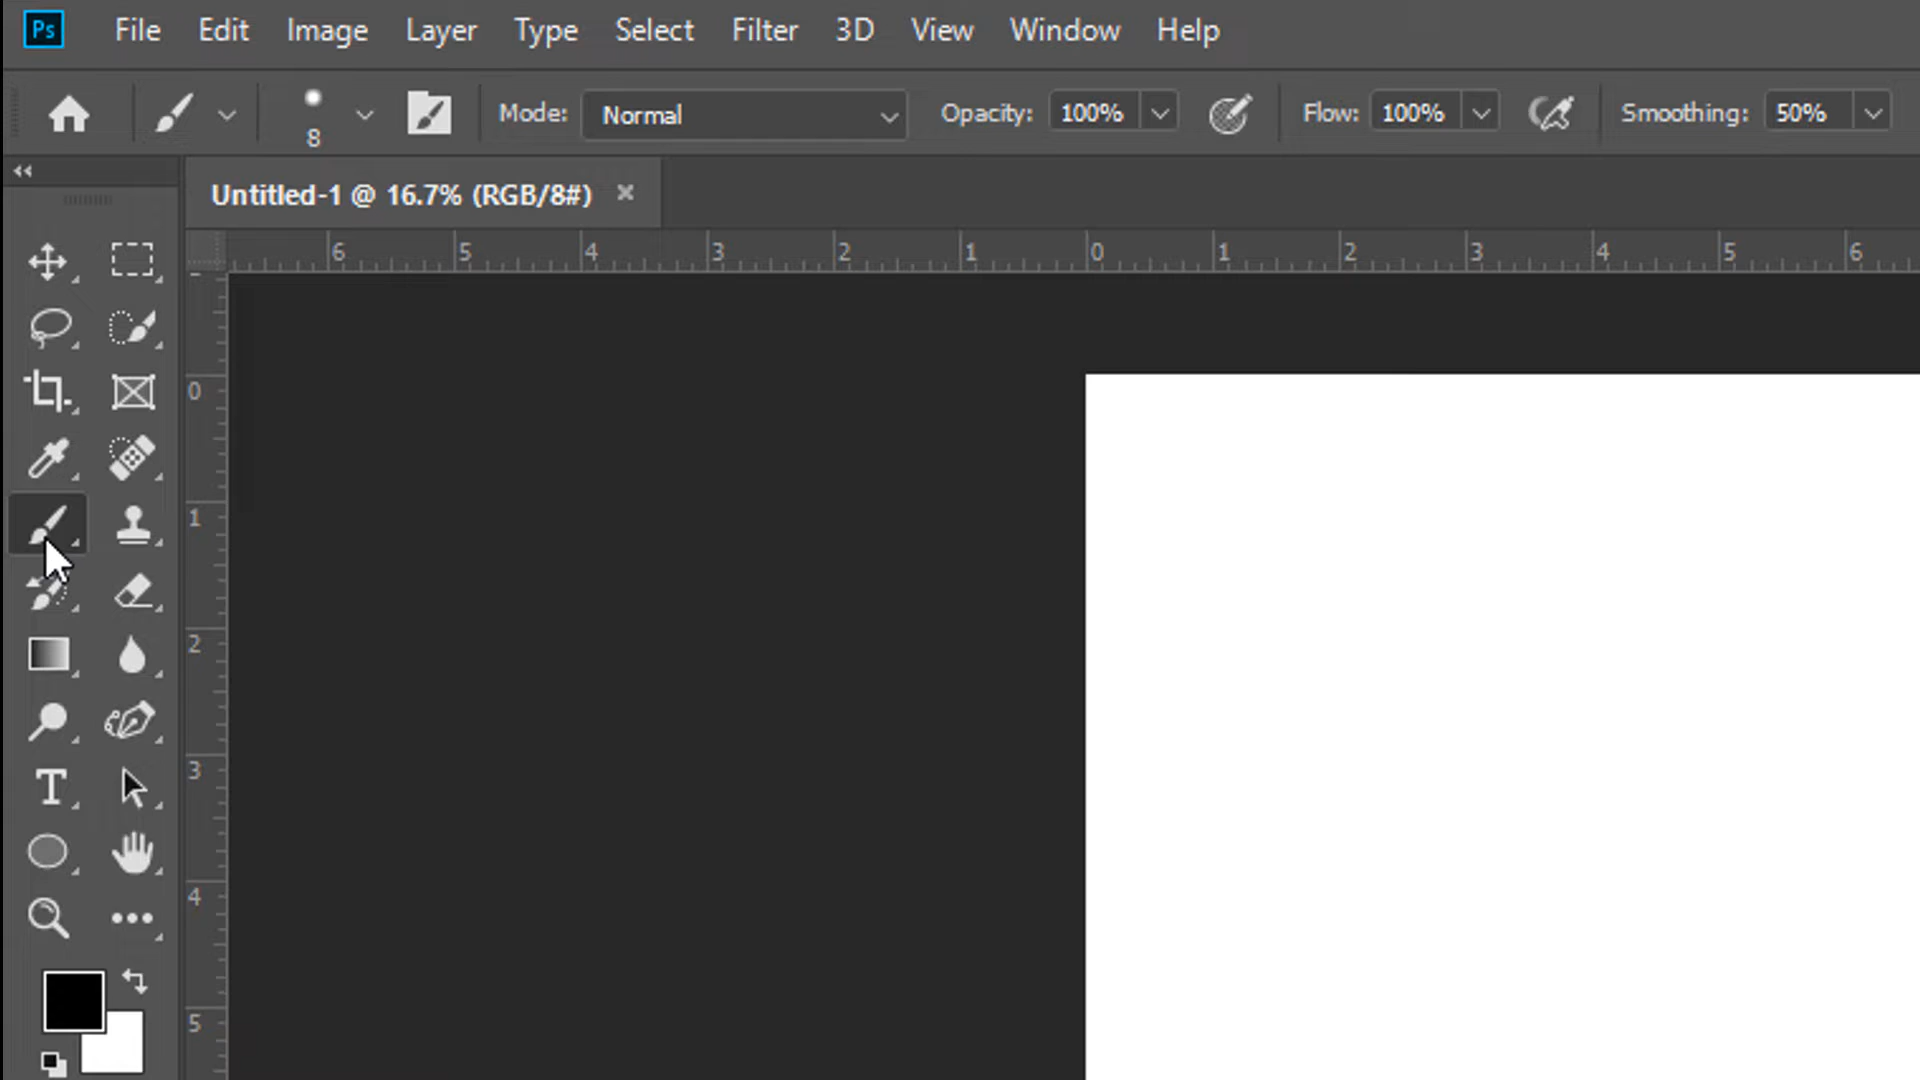 Ps File Edit Image Layer Type Select Filter 3D View Window Help
8 Mode: Normal Opacity: 100% Flow: 100% Smoothing: 50%
Untitled-1 @ 16.7% (RGB/8#) ×
6 5 4 3 2 1 0 1 2 3 4 5 6
0
1
2
3
T
4
5